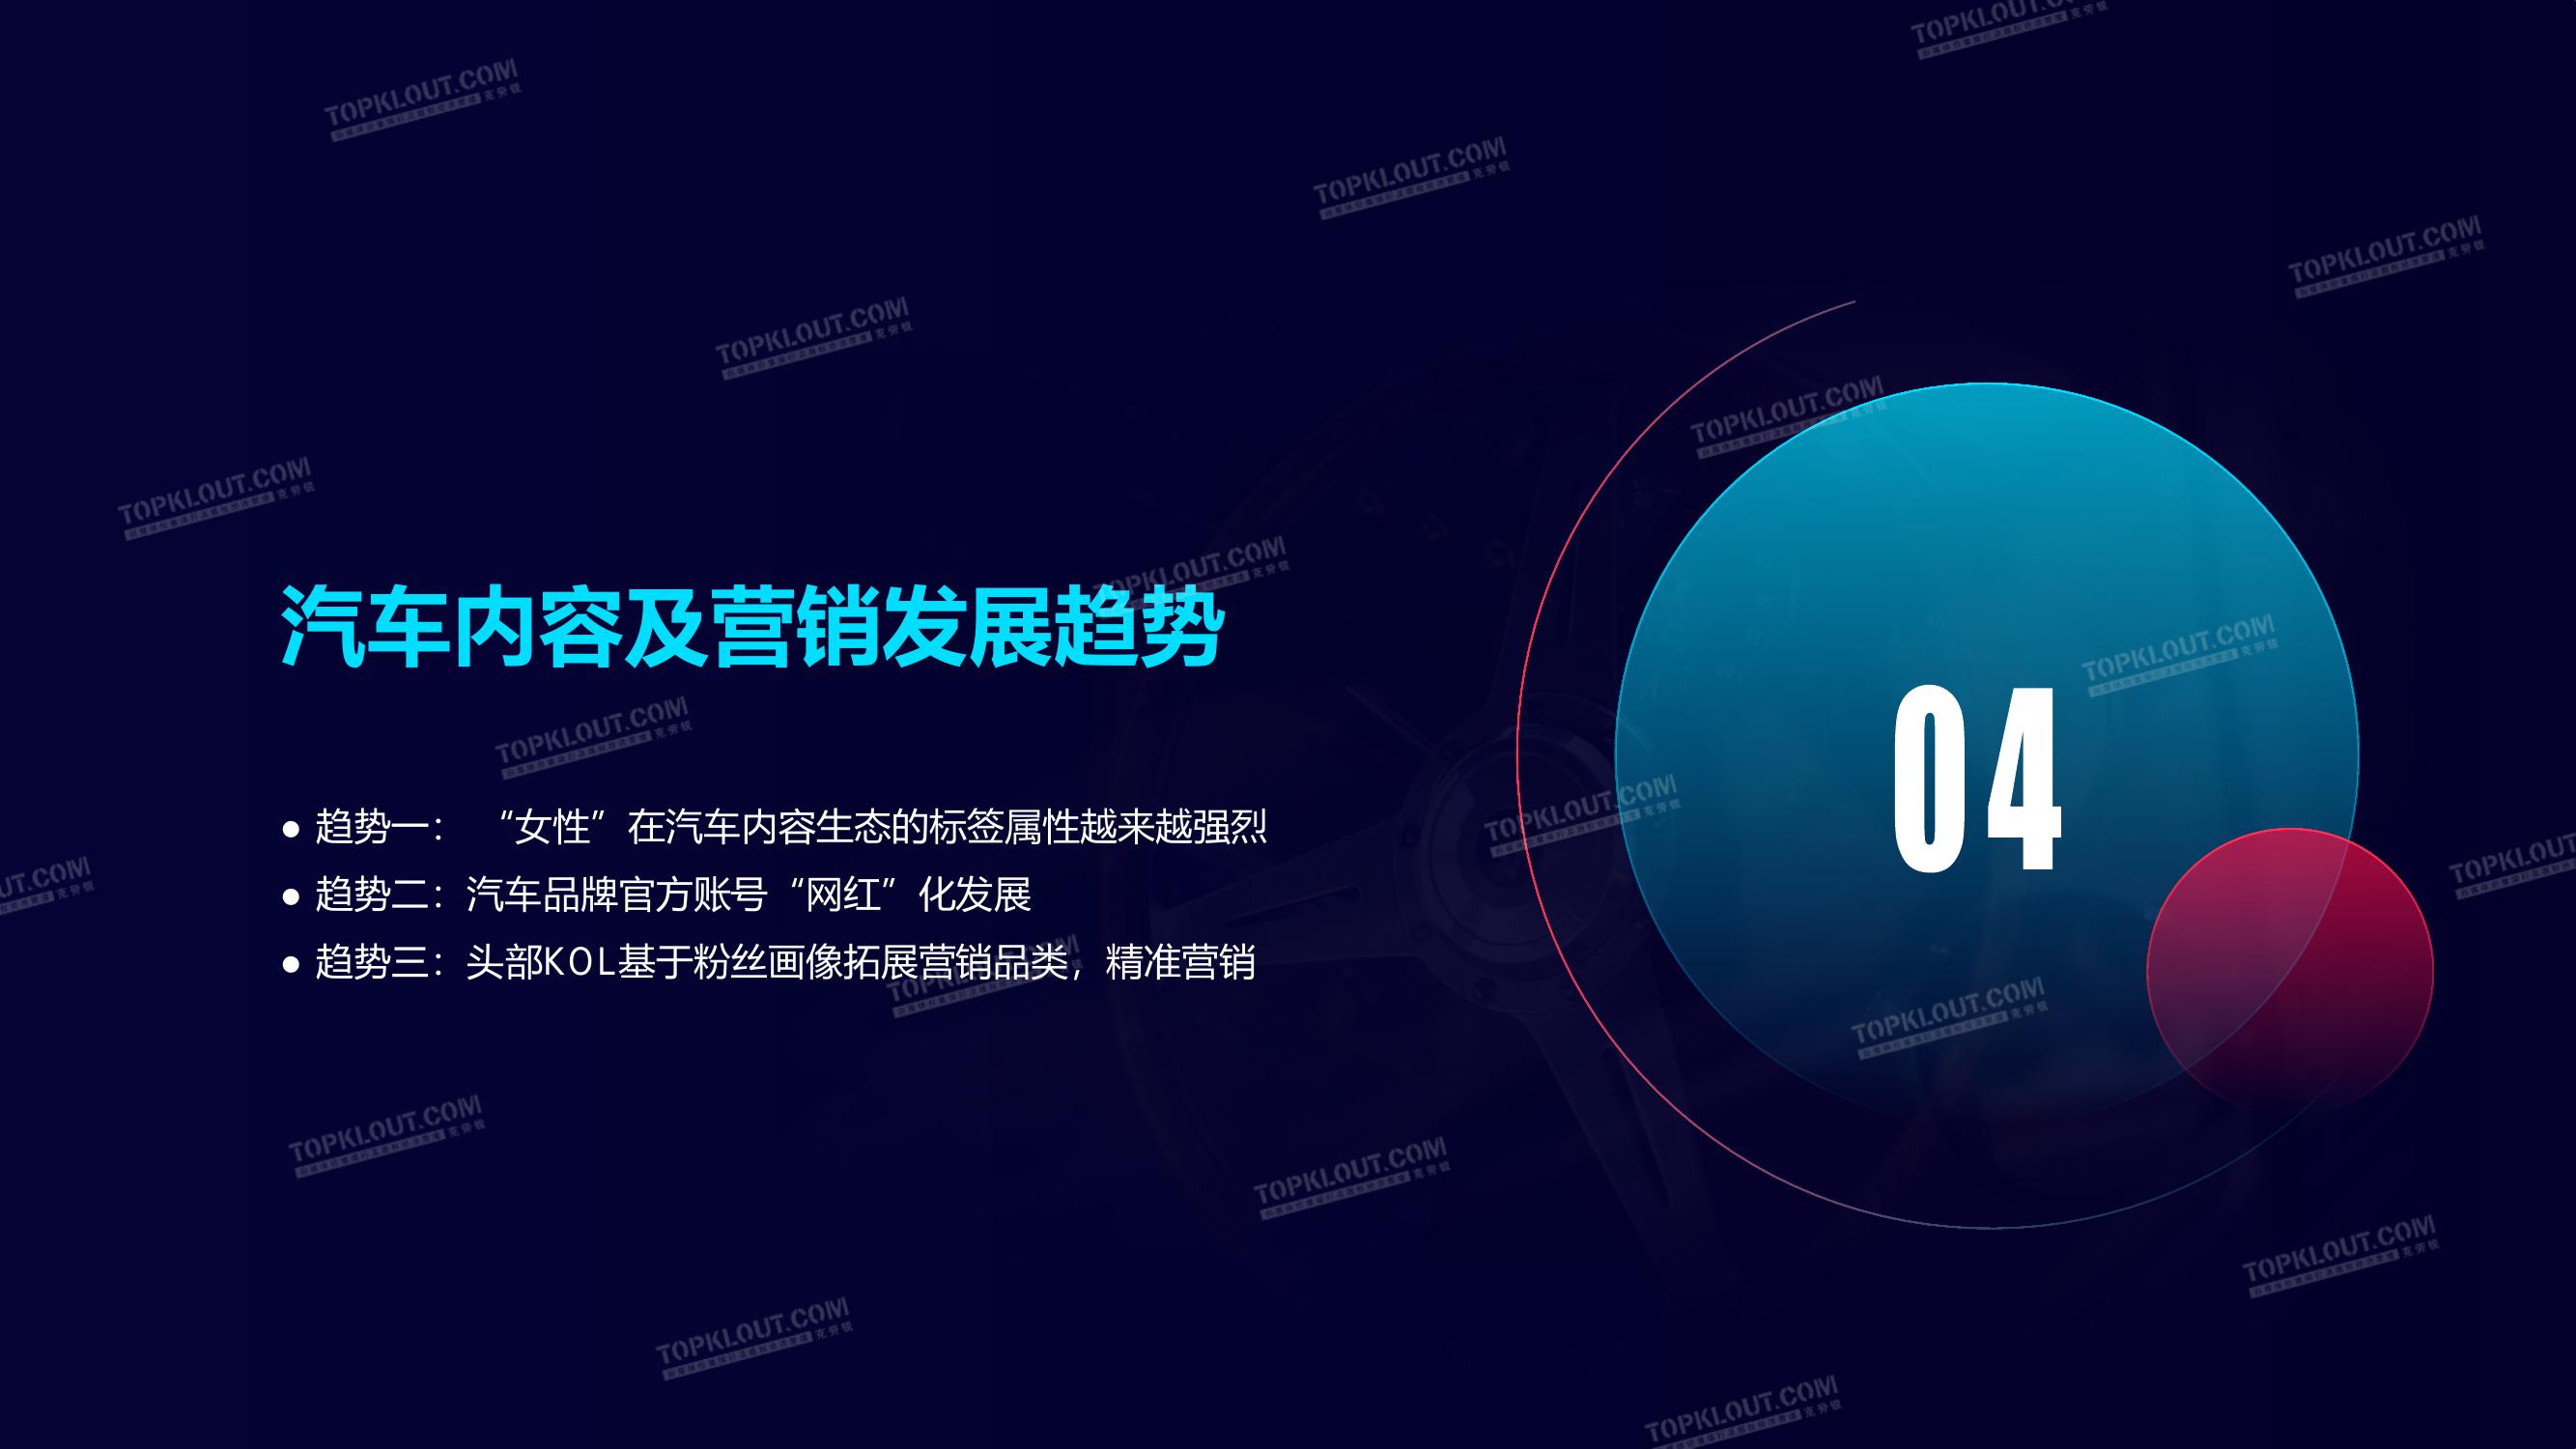 汽车内容及营销发展趋势
● 趋势一： “女性”在汽车内容生态的标签属性越来越强烈
● 趋势二：汽车品牌官方账号“网红”化发展
● 趋势三：头部KOL基于粉丝画像拓展营销品类，精准营销
04
TOPKLOUT.COM
克劳锐